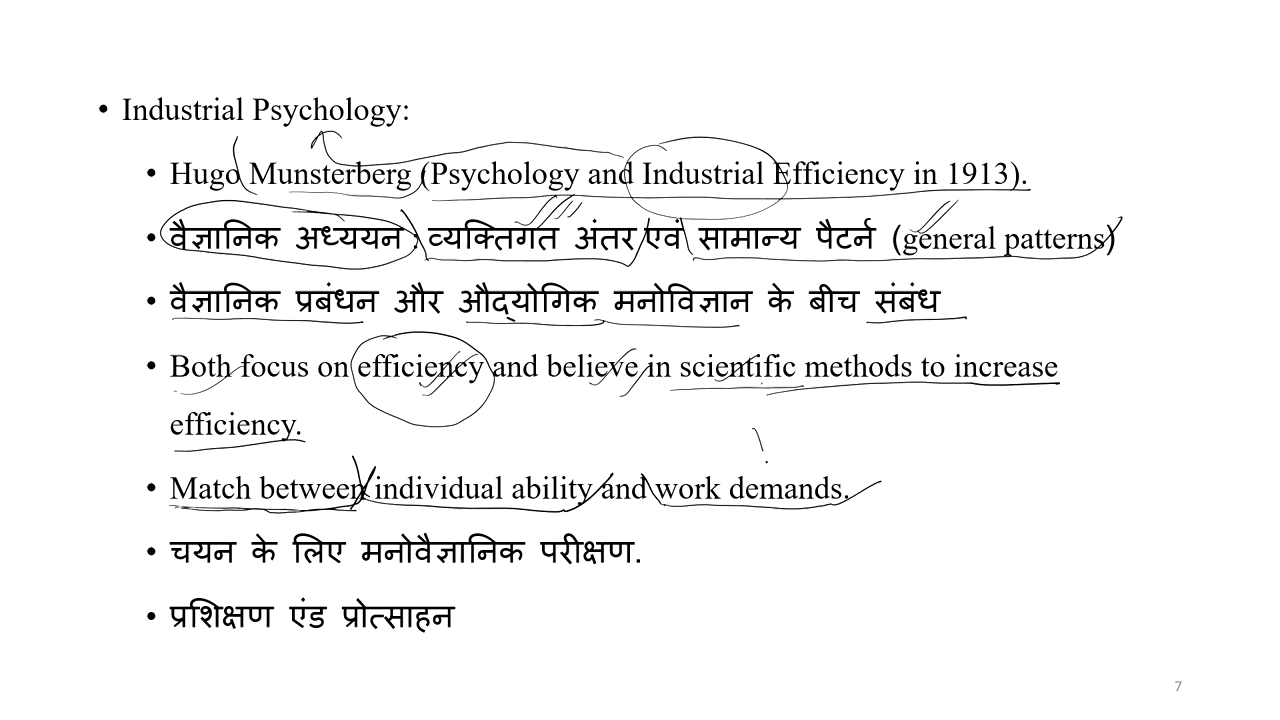 • Industrial Psychology:
• Hugo Munsterberg (Psychology and Industrial Efficiency in 1913).
• वैज्ञानिक अध्ययन : व्यक्तिगत अंतर एवं सामान्य पैटर्न (general patterns)
• वैज्ञानिक प्रबंधन और औद्योगिक मनोविज्ञान के बीच संबंध
• Both focus on efficiency and believe in scientific methods to increase
efficiency.
• Match between individual ability and work demands.
• चयन के लिए मनोवैज्ञानिक परीक्षण.
• प्रशिक्षण एंड प्रोत्साहन
7